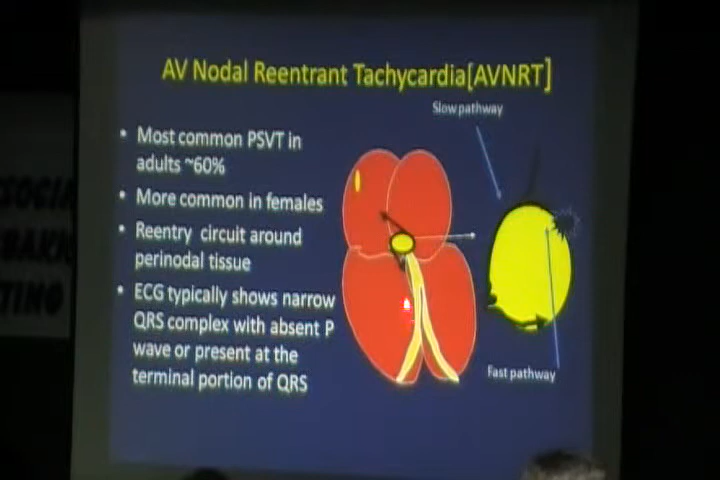 AV Nodal Reentrant Tachycardia[AVNRT]
Slow pathway
• Most common PSVT in
adults ~60%
• More common in females
• Reentry circuit around
perinodal tissue
• ECG typically shows narrow
QRS complex with absent P
wave or present at the
terminal portion of QRS
Fast pathway